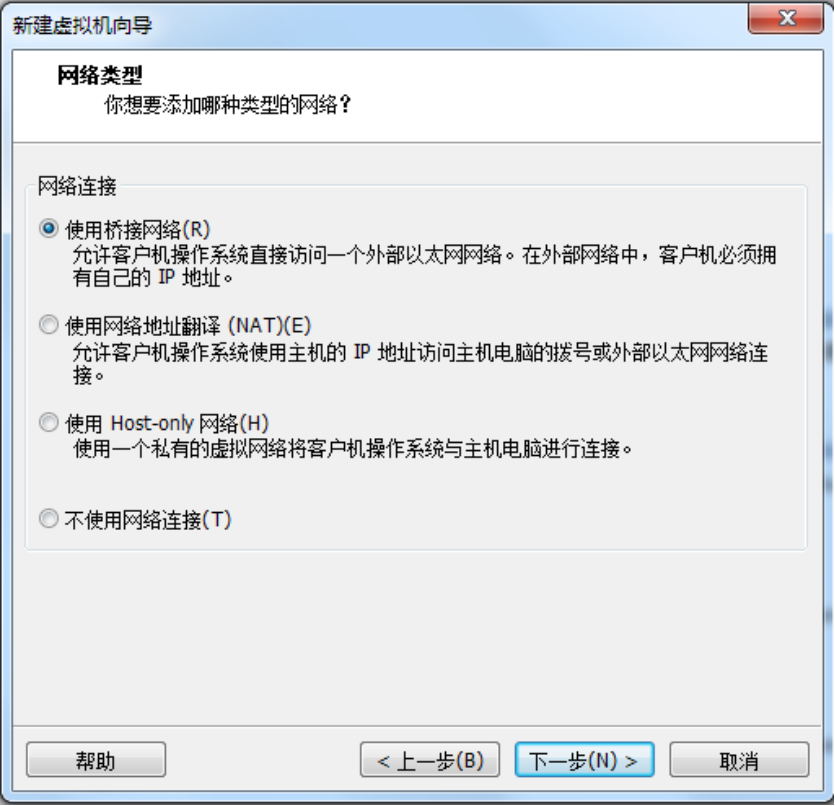 新建虚拟机向导
网络类型
你想要添加哪种类型的网络？
网络连接
使用桥接网络(R)
允许客户机操作系统直接访问一个外部以太网网络。在外部网络中，客户机必须拥
有自己的 IP 地址。
使用网络地址翻译 (NAT)(E)
允许客户机操作系统使用主机的 IP 地址访问主机电脑的拨号或外部以太网网络连
接。
使用 Host-only 网络(H)
使用一个私有的虚拟网络将客户机操作系统与主机电脑进行连接。
不使用网络连接(T)
帮助
< 上一步(B)
下一步(N) >
取消